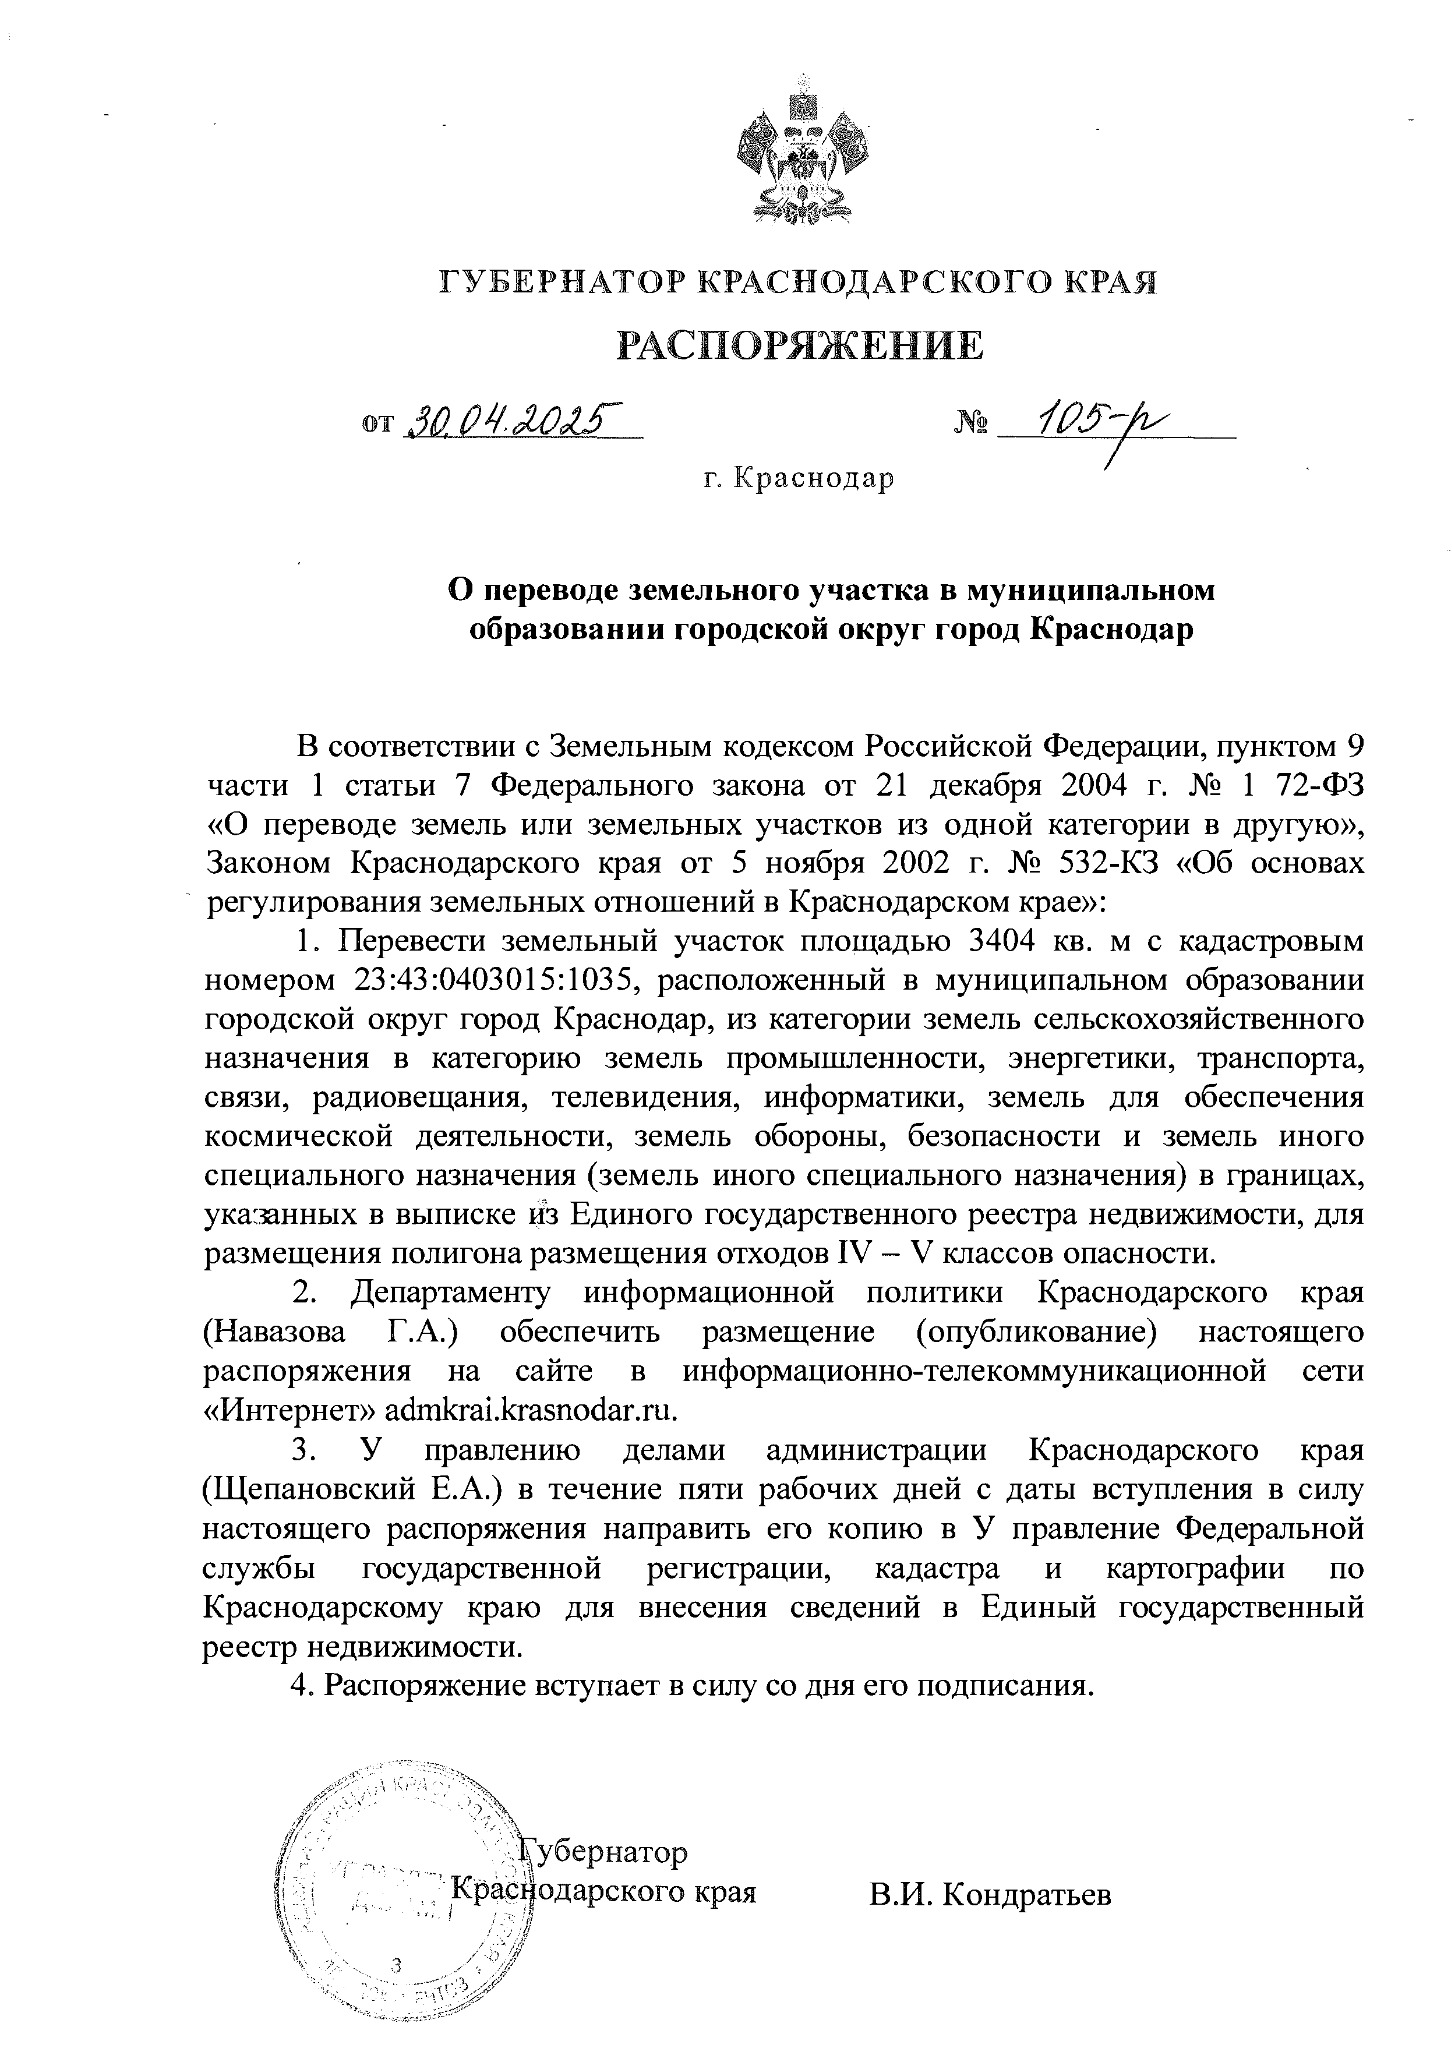 ГУБЕРНАТОР КРАСНОДАРСКОГО КРАЯ
РАСПОРЯЖЕНИЕ
от 30.04.2025 № 105-р
г. Краснодар
О переводе земельного участка в муниципальном
образовании городской округ город Краснодар
В соответствии с Земельным кодексом Российской Федерации, пунктом 9
части 1 статьи 7 Федерального закона от 21 декабря 2004 г. № 1 72-ФЗ
«О переводе земель или земельных участков из одной категории в другую»,
Законом Краснодарского края от 5 ноября 2002 г. № 532-КЗ «Об основах
регулирования земельных отношений в Краснодарском крае»:
1. Перевести земельный участок площадью 3404 кв. м с кадастровым
номером 23:43:0403015:1035, расположенный в муниципальном образовании
городской округ город Краснодар, из категории земель сельскохозяйственного
назначения в категорию земель промышленности, энергетики, транспорта,
связи, радиовещания, телевидения, информатики, земель для обеспечения
космической деятельности, земель обороны, безопасности и земель иного
специального назначения (земель иного специального назначения) в границах,
указанных в выписке из Единого государственного реестра недвижимости, для
размещения полигона размещения отходов IV – V классов опасности.
2. Департаменту информационной политики Краснодарского края
(Навазова Г.А.) обеспечить размещение (опубликование) настоящего
распоряжения на сайте в информационно-телекоммуникационной сети
«Интернет» admkrai.krasnodar.ru.
3. У правлению делами администрации Краснодарского края
(Щепановский Е.А.) в течение пяти рабочих дней с даты вступления в силу
настоящего распоряжения направить его копию в У правление Федеральной
службы государственной регистрации, кадастра и картографии по
Краснодарскому краю для внесения сведений в Единый государственный
реестр недвижимости.
4. Распоряжение вступает в силу со дня его подписания.
Губернатор
Краснодарского края В.И. Кондратьев
3